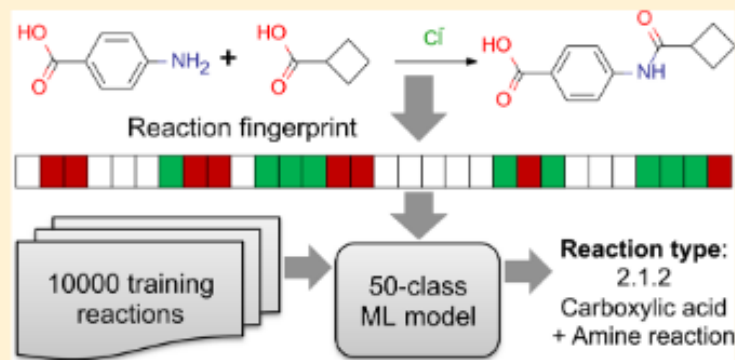 HO
O
NH2
+
HO
O
Cl-
HO
O
O
NH
Reaction fingerprint
10000 training
reactions
50-class
ML model
Reaction type:
2.1.2
Carboxylic acid
+ Amine reaction